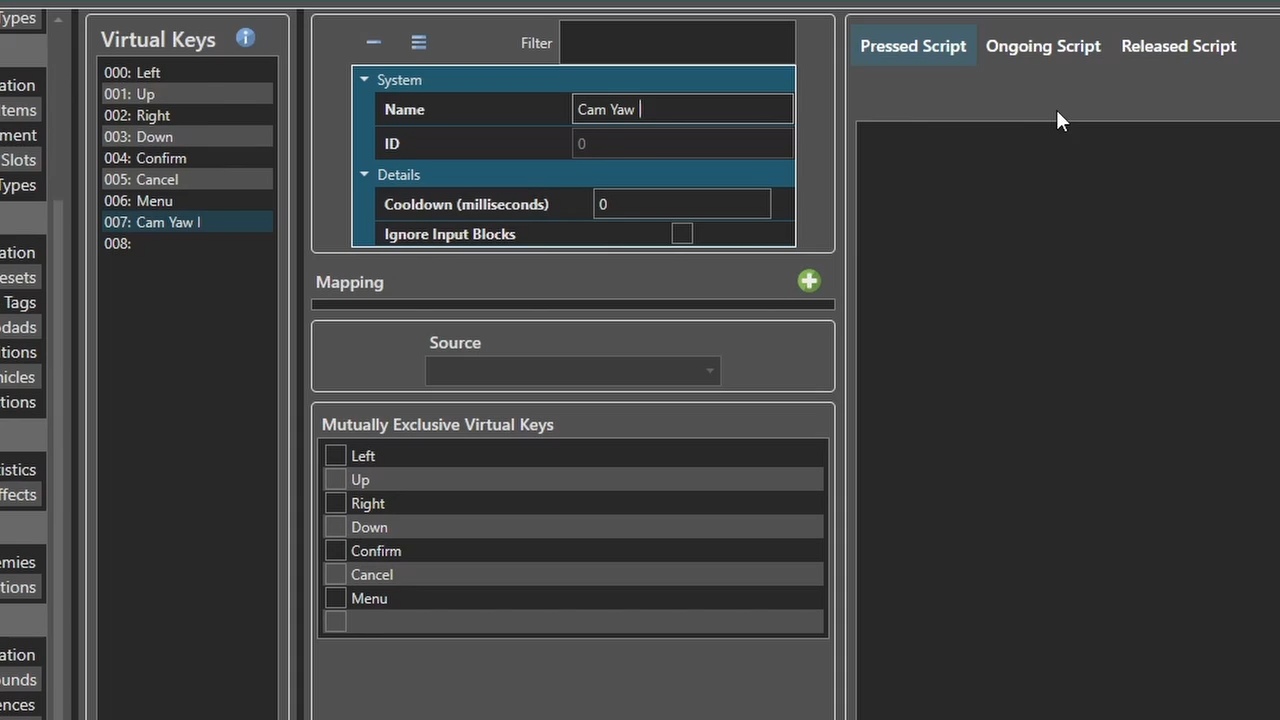 Types
ation
tems
ment
Slots
Types
ation
esets
Tags
odads
tions
hicles
tions
istics
ffects
emies
tions
ation
unds
ences
Virtual Keys
000: Left
001: Up
002: Right
003: Down
004: Confirm
005: Cancel
006: Menu
007: Cam Yaw l
008:
Filter
System
Name Cam Yaw
ID 0
Details
Cooldown (milliseconds) 0
Ignore Input Blocks
Mapping
Source
Mutually Exclusive Virtual Keys
Left
Up
Right
Down
Confirm
Cancel
Menu
Pressed Script Ongoing Script Released Script